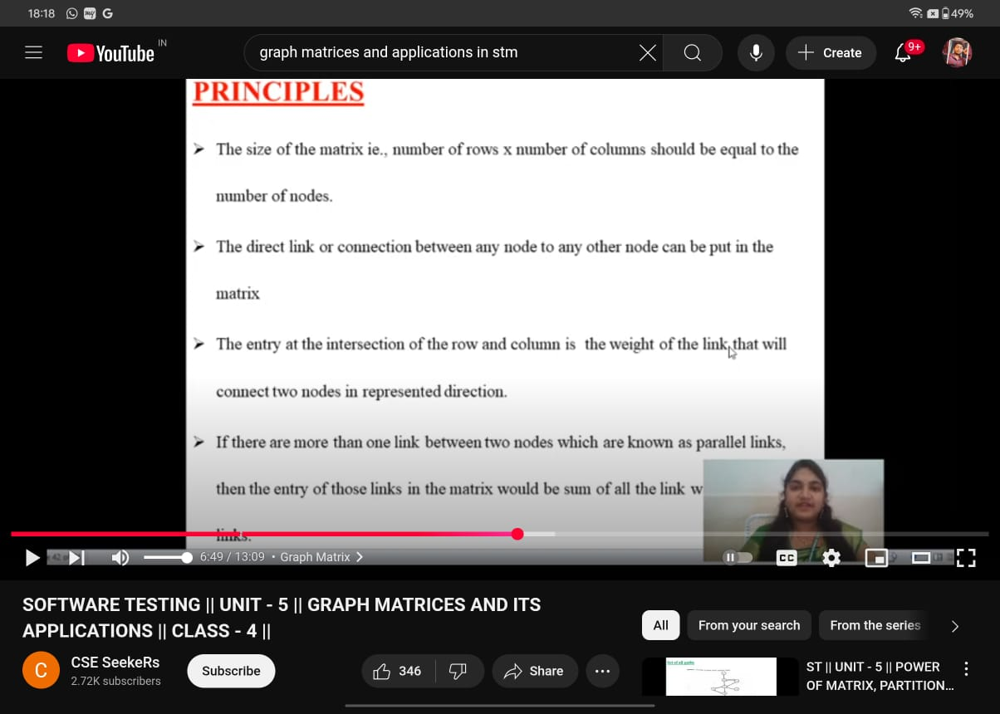 18:18
49%
YouTube IN
graph matrices and applications in stm
Create
9+
PRINCIPLES
The size of the matrix ie., number of rows x number of columns should be equal to the
number of nodes.
The direct link or connection between any node to any other node can be put in the
matrix
The entry at the intersection of the row and column is the weight of the link that will
connect two nodes in represented direction.
If there are more than one link between two nodes which are known as parallel links,
then the entry of those links in the matrix would be sum of all the link w
links.
6:49 / 13:09 • Graph Matrix
CC
SOFTWARE TESTING || UNIT - 5 || GRAPH MATRICES AND ITS
APPLICATIONS || CLASS - 4 ||
All
From your search
From the series
C
CSE SeekeRs
2.72K subscribers
Subscribe
346
Share
ST || UNIT - 5 || POWER
OF MATRIX, PARTITION...